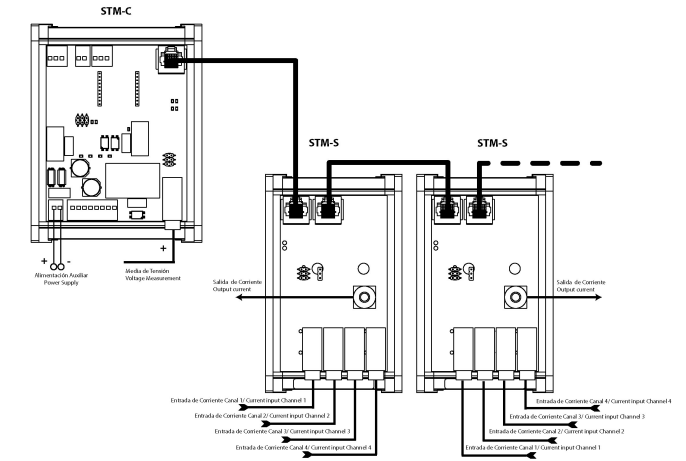 STM-C
STM-S
STM-S
+
-
+
Alimentación Auxiliar
Power Supply
Media de Tensión
Voltage Measurement
Salida de Corriente
Output current
Salida de Corriente
Output current
Entrada de Corriente Canal 1/ Current input Channel 1
Entrada de Corriente Canal 2/ Current input Channel 2
Entrada de Corriente Canal 3/ Current input Channel 3
Entrada de Corriente Canal 4/ Current input Channel 4
Entrada de Corriente Canal 4/ Current input Channel 4
Entrada de Corriente Canal 3/ Current input Channel 3
Entrada de Corriente Canal 2/ Current input Channel 2
Entrada de Corriente Canal 1/ Current input Channel 1